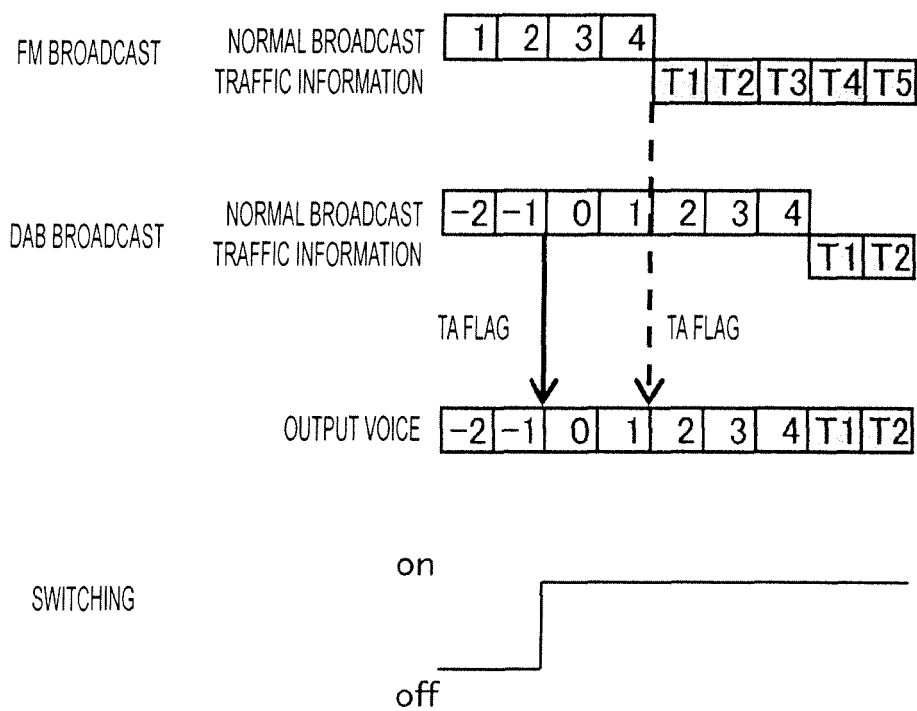 FM BROADCAST
NORMAL BROADCAST 1 2 3 4
TRAFFIC INFORMATION T1 T2 T3 T4 T5
DAB BROADCAST
NORMAL BROADCAST -2 -1 0 1 2 3 4
TRAFFIC INFORMATION T1 T2
TA FLAG TA FLAG
OUTPUT VOICE -2 -1 0 1 2 3 4 T1 T2
on
SWITCHING
off